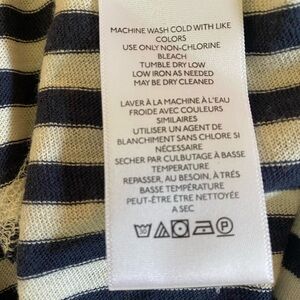 MACHINE WASH COLD WITH LIKE
COLORS
USE ONLY NON-CHLORINE
BLEACH
TUMBLE DRY LOW
LOW IRON AS NEEDED
MAY BE DRY CLEANED
LAVER À LA MACHINE À L'EAU
FROIDE AVEC COULEURS
SIMILAIRES
UTILISER UN AGENT DE
BLANCHIMENT SANS CHLORE SI
NÉCESSAIRE
SECHER PAR CULBUTAGE À BASSE
TEMPERATURE
REPASSER, AU BESOIN, À TRÉS
BASSE TEMPÉRATURE
PEUT-ÊTRE ÊTRE NETTOYÉE
A SEC